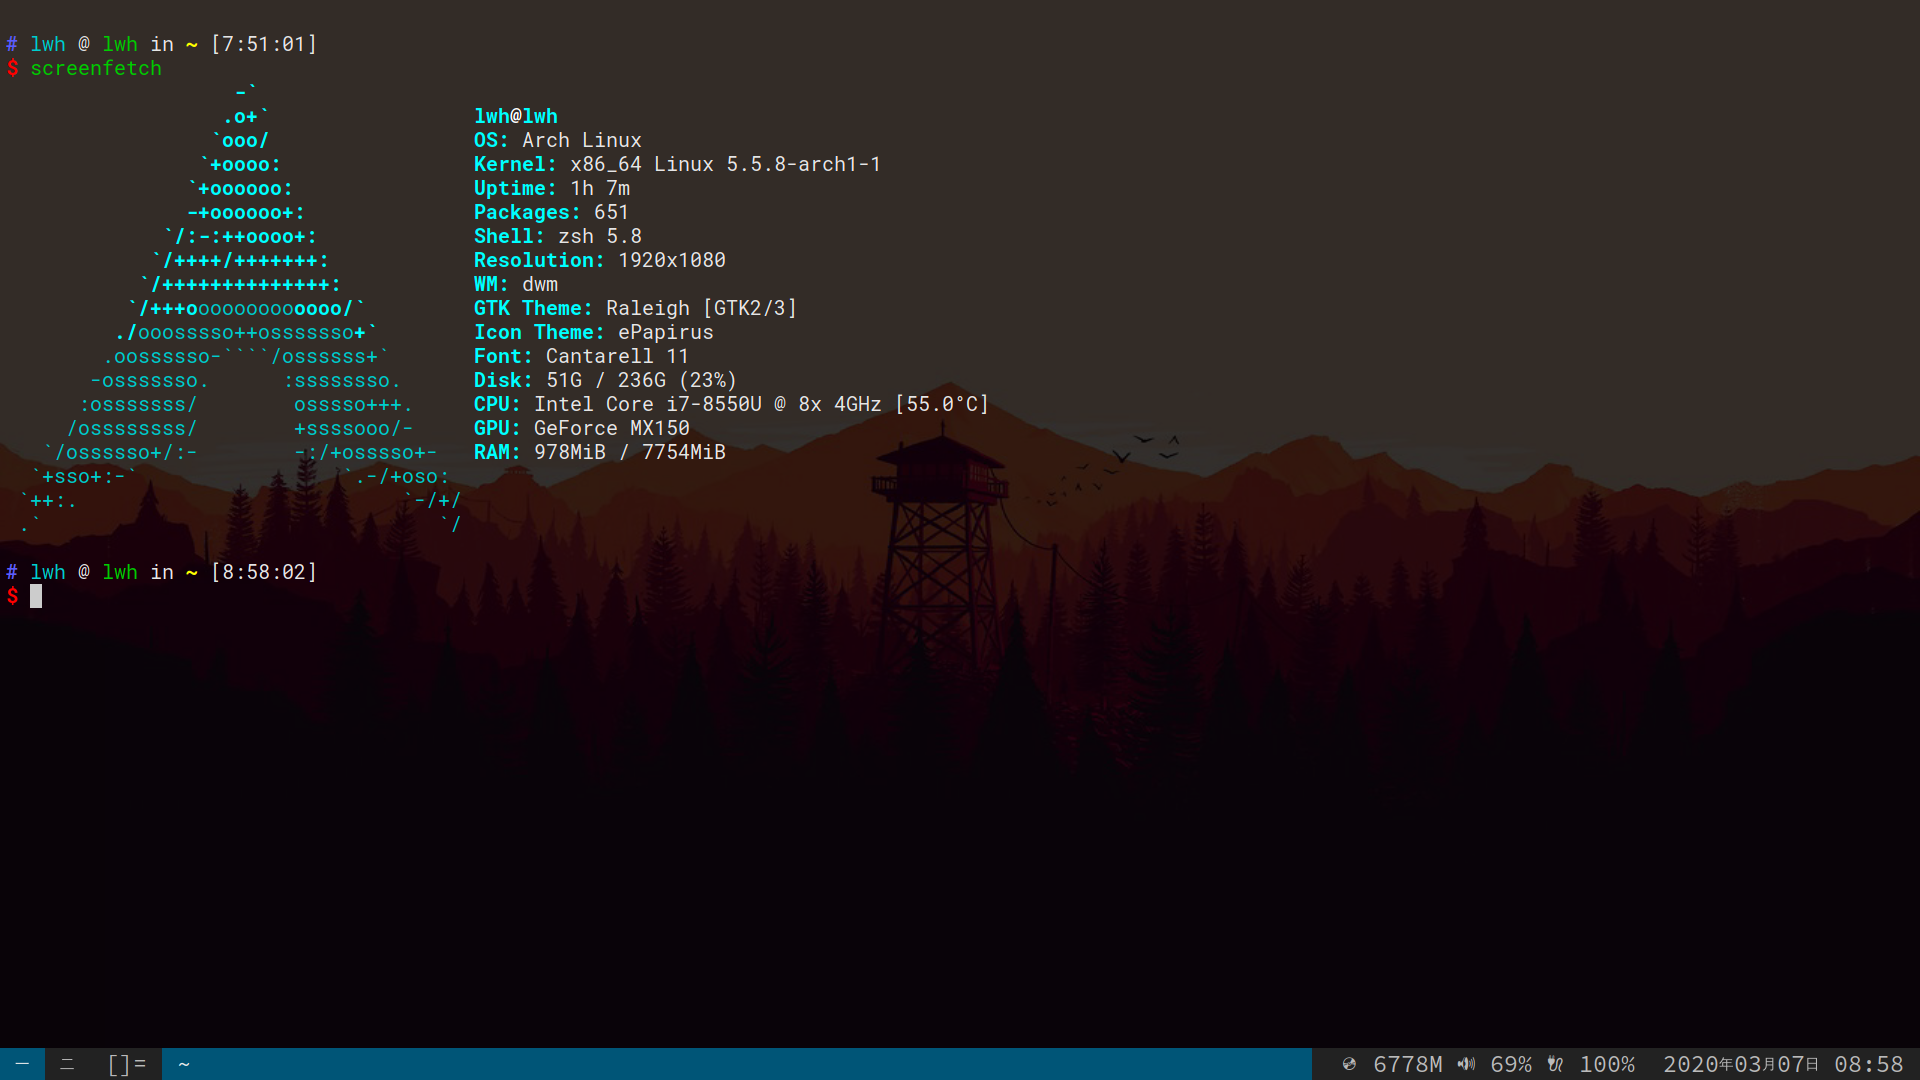 # lwh @ lwh in ~ [7:51:01]
$ screenfetch
                   -`
                  .o+`                 lwh@lwh
                 `ooo/                 OS: Arch Linux
                `+oooo:                Kernel: x86_64 Linux 5.5.8-arch1-1
               `+oooooo:               Uptime: 1h 7m
               -+oooooo+:              Packages: 651
             `/:-:++oooo+:             Shell: zsh 5.8
            `/++++/+++++++:            Resolution: 1920x1080
           `/++++++++++++++:           WM: dwm
          `/+++ooooooooooooo/`         GTK Theme: Raleigh [GTK2/3]
         ./ooosssso++osssssso+`        Icon Theme: ePapirus
        .oossssso-````/ossssss+`       Font: Cantarell 11
       -osssssso.      :ssssssso.      Disk: 51G / 236G (23%)
      :osssssss/        osssso+++.     CPU: Intel Core i7-8550U @ 8x 4GHz [55.0°C]
     /ossssssss/        +ssssooo/-     GPU: GeForce MX150
   `/ossssso+/:-        -:/+osssso+-   RAM: 978MiB / 7754MiB
  `+sso+:-`                 `.-/+oso:
 `++:.                           `-/+/
 .`                                 `/
# lwh @ lwh in ~ [8:58:02]
$
一 二 []= ~ 6778M 69% 100% 2020年03月07日 08:58